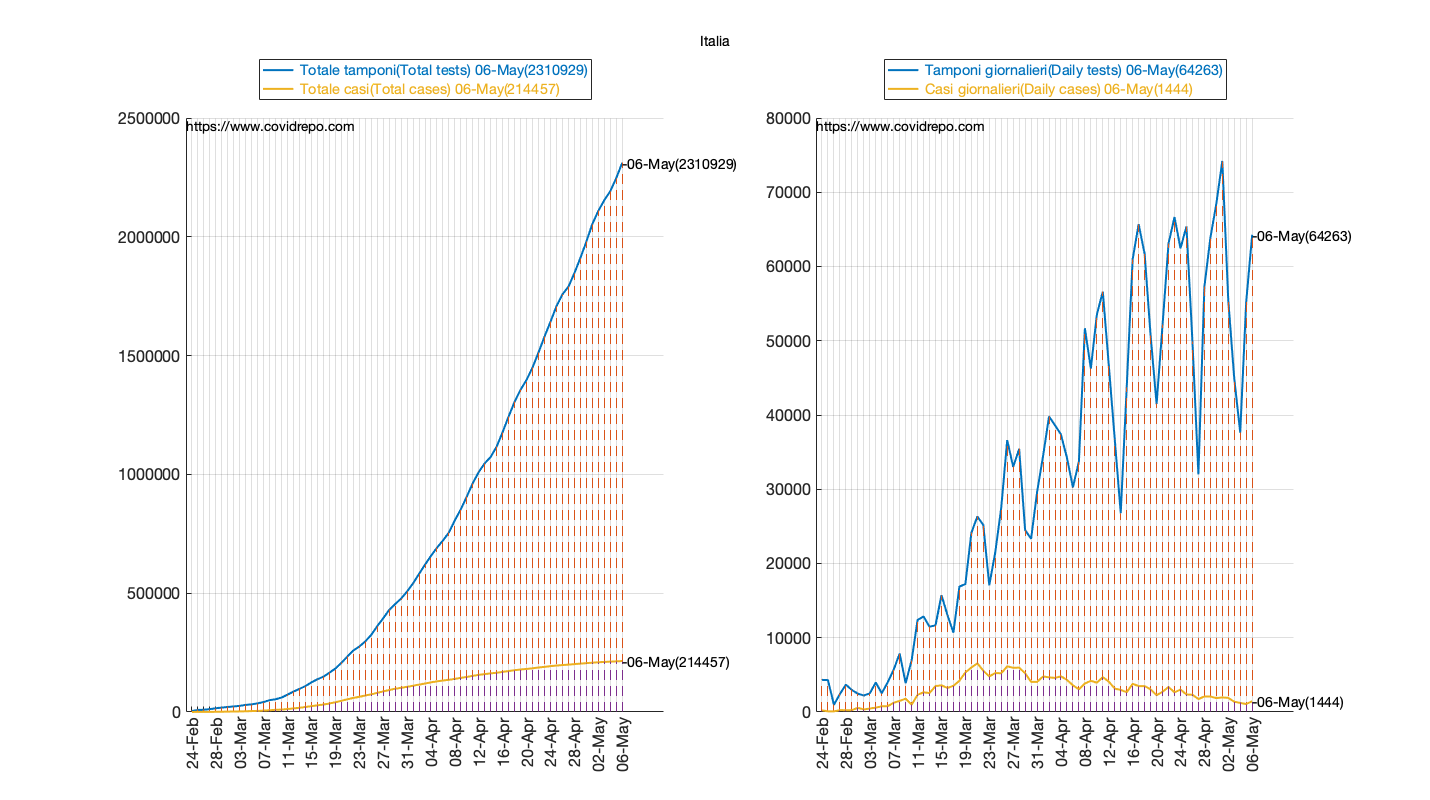 Italia
Totale tamponi(Total tests) 06-May(2310929)
Totale casi(Total cases) 06-May(214457)
2500000
2000000
1500000
1000000
500000
0
https://www.covidrepo.com
06-May(2310929)
06-May(214457)
24-Feb
28-Feb
03-Mar
07-Mar
11-Mar
15-Mar
19-Mar
23-Mar
27-Mar
31-Mar
04-Apr
08-Apr
12-Apr
16-Apr
20-Apr
24-Apr
28-Apr
02-May
06-May
Tamponi giornalieri(Daily tests) 06-May(64263)
Casi giornalieri(Daily cases) 06-May(1444)
80000
70000
60000
50000
40000
30000
20000
10000
0
https://www.covidrepo.com
06-May(64263)
06-May(1444)
24-Feb
28-Feb
03-Mar
07-Mar
11-Mar
15-Mar
19-Mar
23-Mar
27-Mar
31-Mar
04-Apr
08-Apr
12-Apr
16-Apr
20-Apr
24-Apr
28-Apr
02-May
06-May